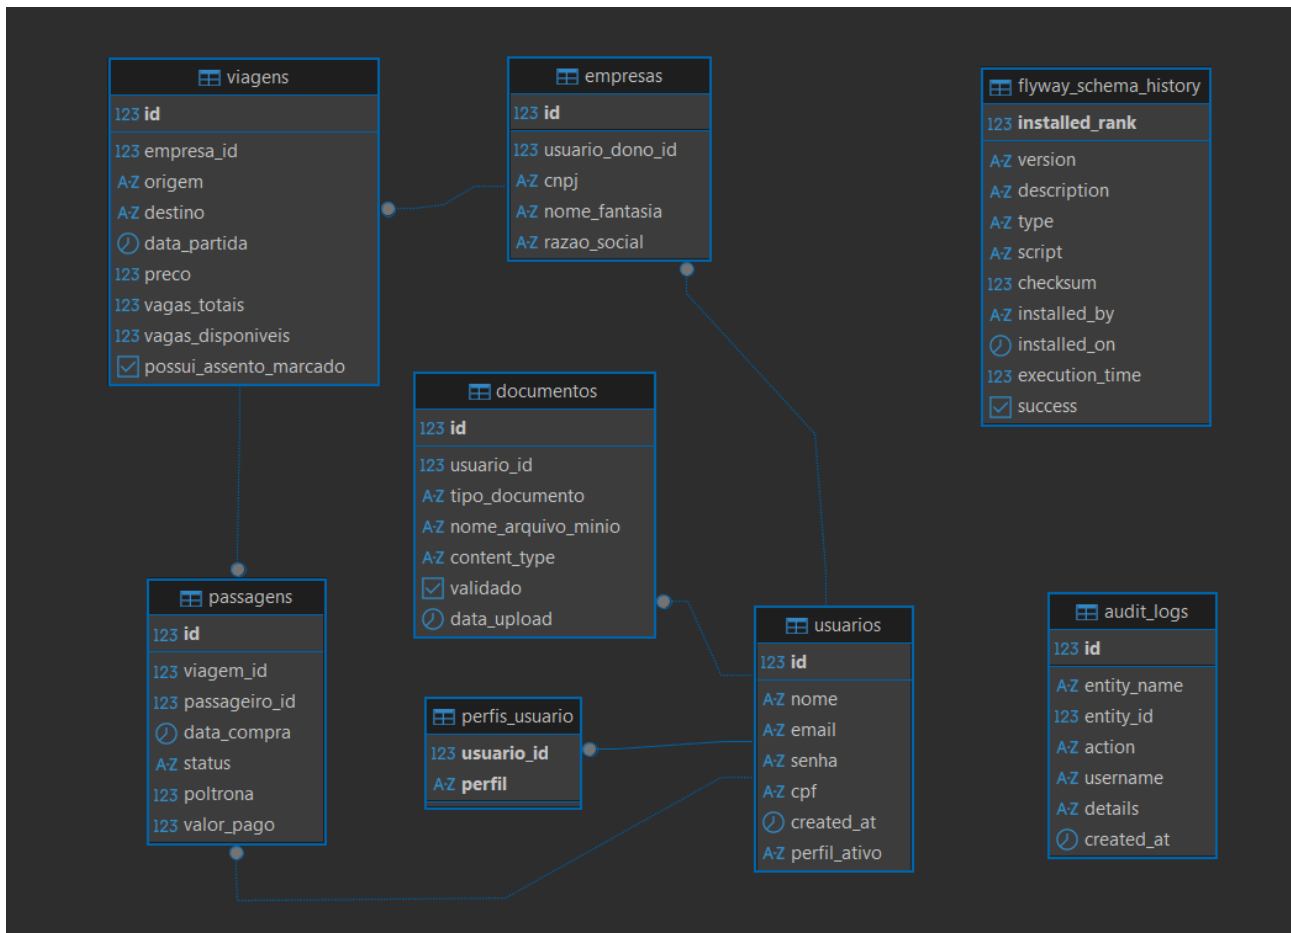 viagens
123 id
123 empresa_id
A-Z origem
A-Z destino
data_partida
123 preco
123 vagas_totais
123 vagas_disponiveis
possui_assento_marcado
empresas
123 id
123 usuario_dono_id
A-Z cnpj
A-Z nome_fantasia
A-Z razao_social
flyway_schema_history
123 installed_rank
A-Z version
A-Z description
A-Z type
A-Z script
123 checksum
A-Z installed_by
installed_on
123 execution_time
success
documentos
123 id
123 usuario_id
A-Z tipo_documento
A-Z nome_arquivo_minio
A-Z content_type
validado
data_upload
passagens
123 id
123 viagem_id
123 passageiro_id
data_compra
A-Z status
123 poltrona
123 valor_pago
perfis_usuario
123 usuario_id
A-Z perfil
usuarios
123 id
A-Z nome
A-Z email
A-Z senha
A-Z cpf
created_at
A-Z perfil_ativo
audit_logs
123 id
A-Z entity_name
123 entity_id
A-Z action
A-Z username
A-Z details
created_at